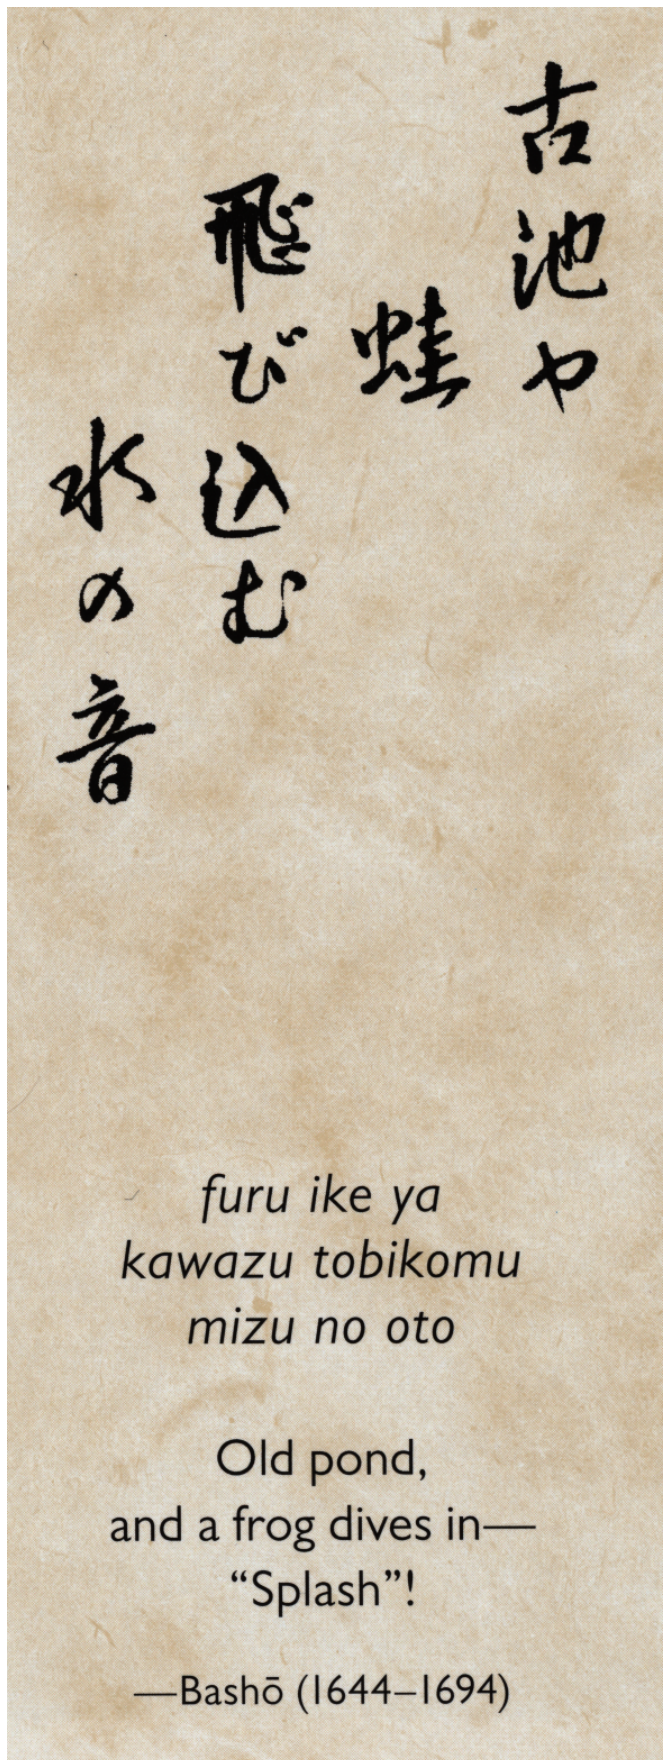 古池や
蛙
飛び込む
水の音
furu ike ya
kawazu tobikomu
mizu no oto
Old pond,
and a frog dives in—
“Splash”!
—Bashō (1644–1694)